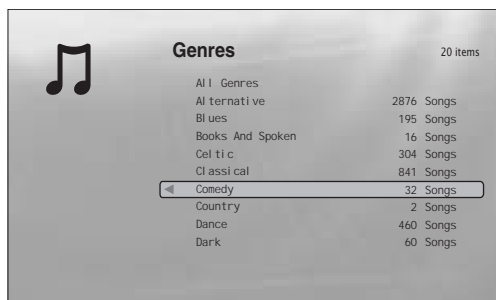 Genres 20 items
All Genres
Alternative 2876 Songs
Blues 195 Songs
Books And Spoken 16 Songs
Celtic 304 Songs
Classical 841 Songs
Comedy 32 Songs
Country 2 Songs
Dance 460 Songs
Dark 60 Songs